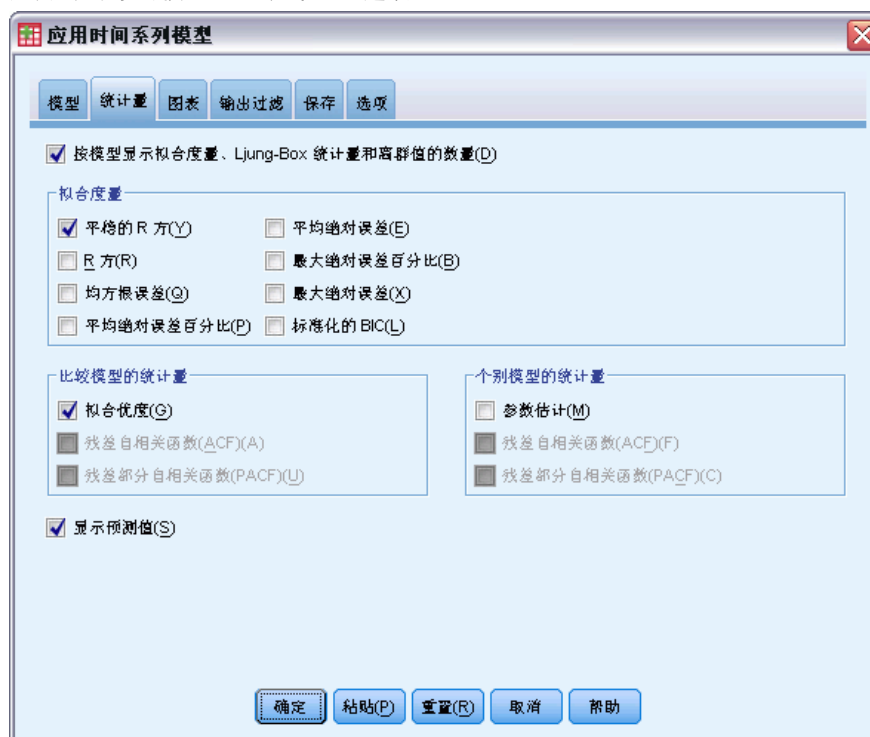 应用时间系列模型
模型 统计量 图表 输出过滤 保存 选项
按模型显示拟合度量、Ljung-Box 统计量和离群值的数量(D)
拟合度量
平稳的 R 方(Y) 平均绝对误差(E)
R 方(R) 最大绝对误差百分比(B)
均方根误差(Q) 最大绝对误差(X)
平均绝对误差百分比(P) 标准化的 BIC(L)
比较模型的统计量 个别模型的统计量
拟合优度(G) 参数估计(M)
残差自相关函数(ACF)(A) 残差自相关函数(ACF)(F)
残差部分自相关函数(PACF)(U) 残差部分自相关函数(PACF)(C)
显示预测值(S)
确定 粘贴(P) 重置(R) 取消 帮助